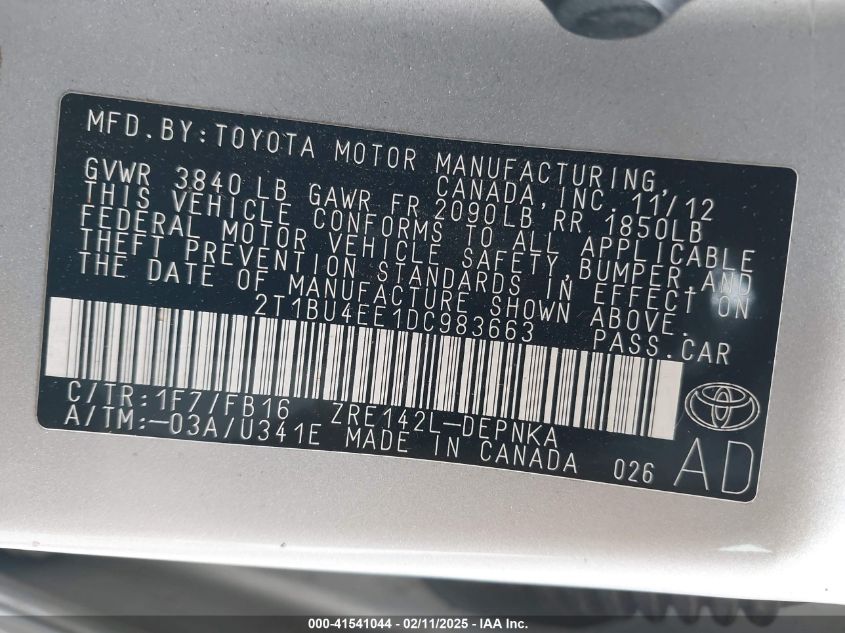 MFD.BY:TOYOTA MOTOR MANUFACTURING,
CANADA,INC. 11/12
GVWR 3840 LB GAWR FR 2090LB RR 1850LB
THIS VEHICLE CONFORMS TO ALL APPLICABLE
FEDERAL MOTOR VEHICLE SAFETY,BUMPER,AND
THEFT PREVENTION STANDARDS IN EFFECT ON
THE DATE OF MANUFACTURE SHOWN ABOVE.
2T1BU4EE1DC983663 PASS.CAR
C/TR:1F7/FB16 ZRE142L-DEPNKA
A/TM:-03A/U341E MADE IN CANADA 026 AD
000-41541044 — 02/11/2025 — IAA Inc.